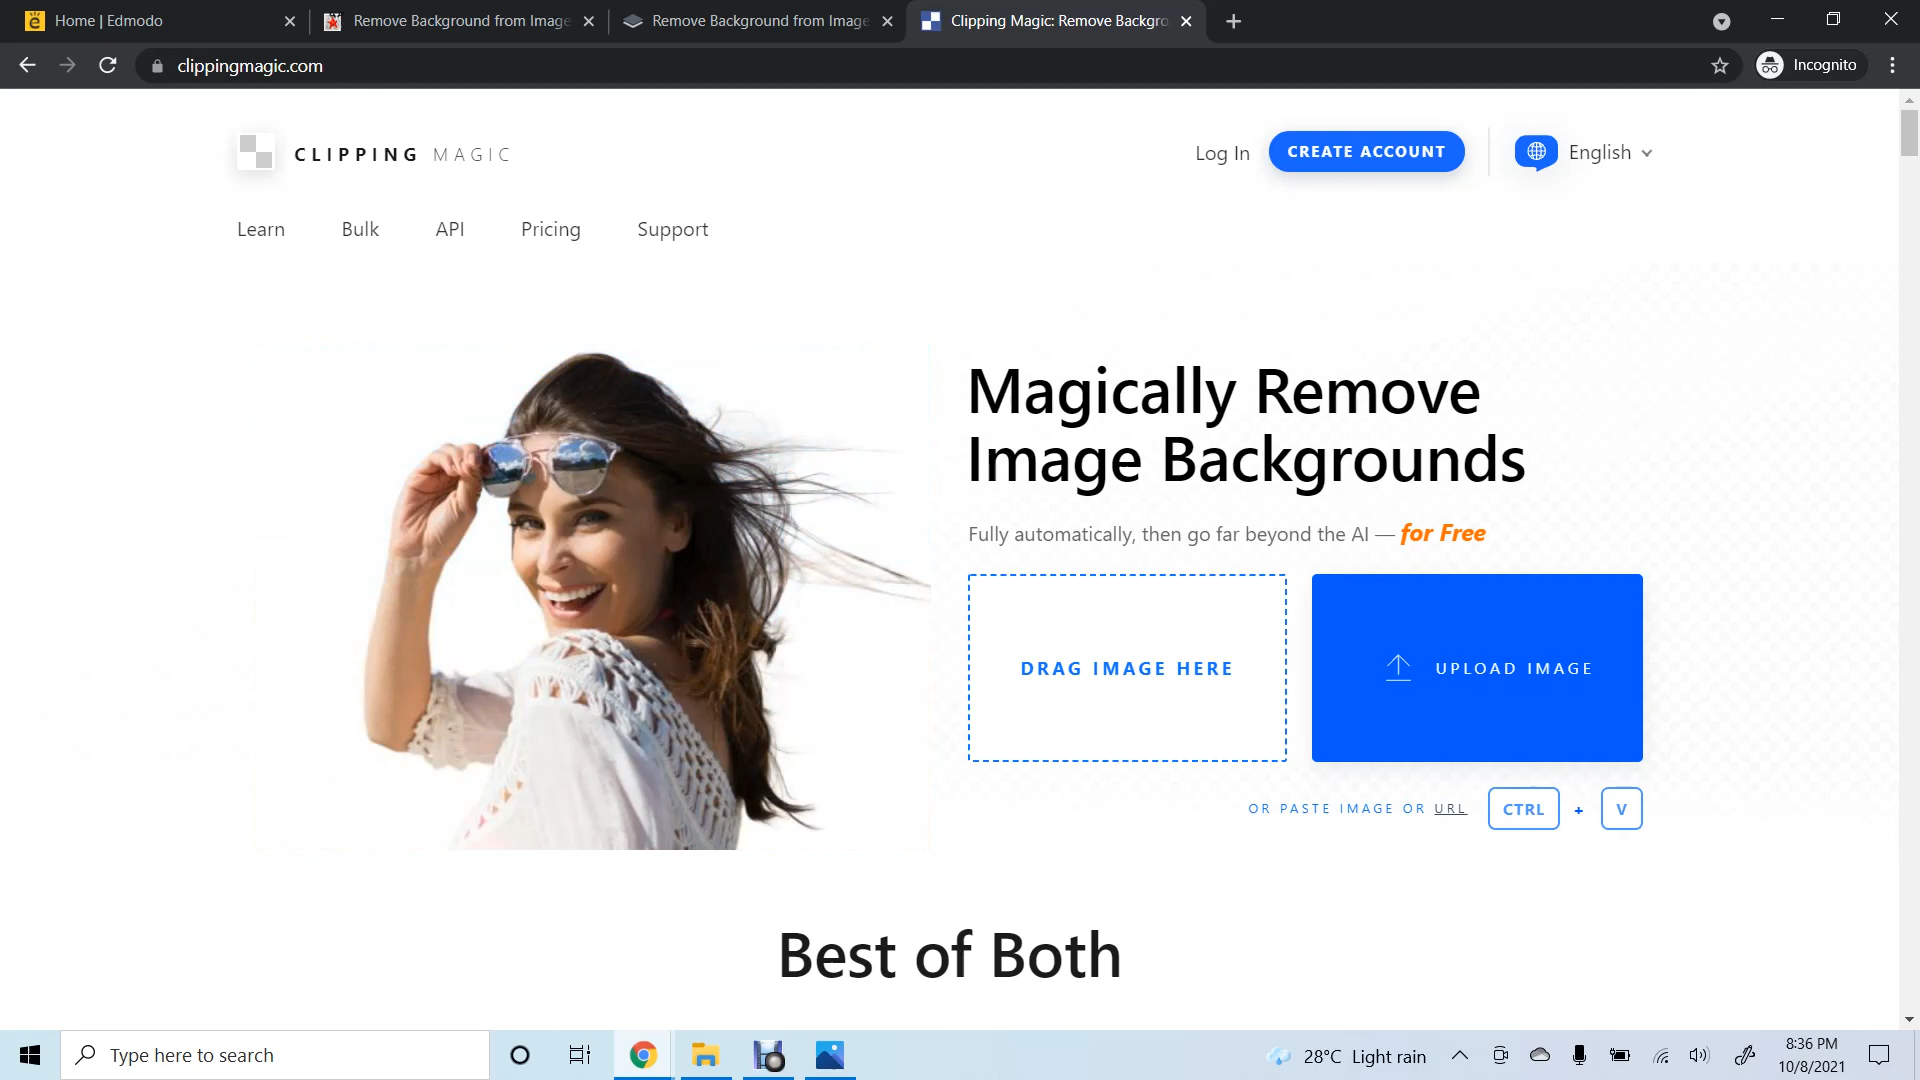 Home | Edmodo
Remove Background from Image
Remove Background from Image
Clipping Magic: Remove Backgro
clippingmagic.com
Incognito
CLIPPING MAGIC
Log In
CREATE ACCOUNT
English
Learn
Bulk
API
Pricing
Support
Magically Remove
Image Backgrounds
Fully automatically, then go far beyond the AI — for Free
DRAG IMAGE HERE
UPLOAD IMAGE
OR PASTE IMAGE OR URL
CTRL + V
Best of Both
Type here to search
28°C Light rain
8:36 PM
10/8/2021